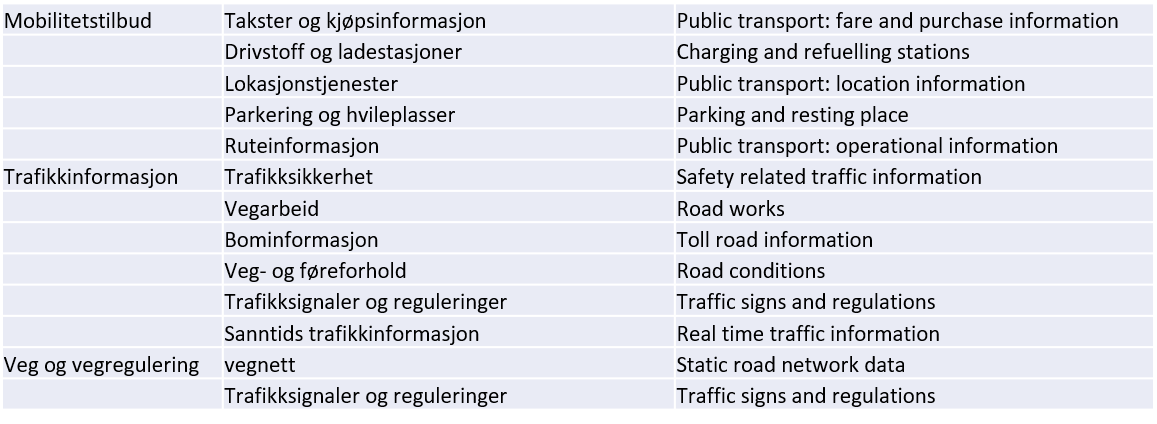 Mobilitetstilbud Takster og kjøpsinformasjon Public transport: fare and purchase information
Drivstoff og ladestasjoner Charging and refuelling stations
Lokasjonstjenester Public transport: location information
Parkering og hvileplasser Parking and resting place
Ruteinformasjon Public transport: operational information
Trafikkinformasjon Trafikksikkerhet Safety related traffic information
Vegarbeid Road works
Bominformasjon Toll road information
Veg- og føreforhold Road conditions
Trafikksignaler og reguleringer Traffic signs and regulations
Sanntids trafikkinformasjon Real time traffic information
Veg og vegregulering vegnett Static road network data
Trafikksignaler og reguleringer Traffic signs and regulations